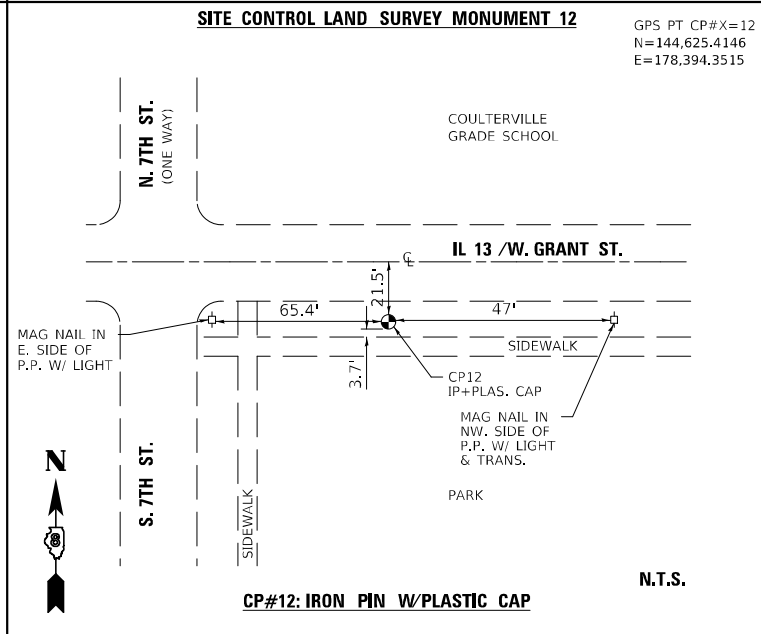 SITE CONTROL LAND SURVEY MONUMENT 12
GPS PT CP#X=12
N=144,625.4146
E=178,394.3515
N. 7TH ST.
(ONE WAY)
COULTERVILLE
GRADE SCHOOL
IL 13 /W. GRANT ST.
℄
21.5'
65.4'
47'
MAG NAIL IN
E. SIDE OF
P.P. W/ LIGHT
SIDEWALK
3.7'
CP12
IP+PLAS. CAP
MAG NAIL IN
NW. SIDE OF
P.P. W/ LIGHT
& TRANS.
PARK
N
S. 7TH ST.
SIDEWALK
8
N.T.S.
CP#12: IRON PIN W/PLASTIC CAP